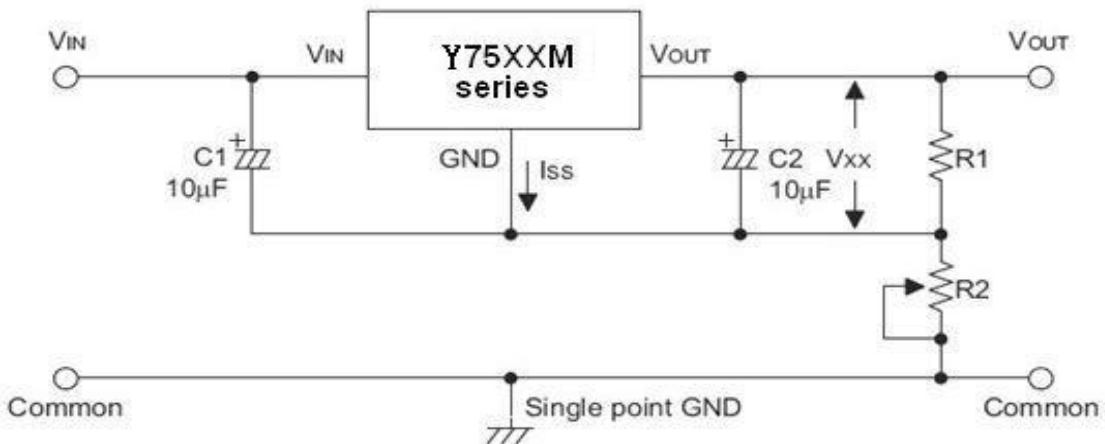 VIN
VIN
Y75XXM
series
VOUT
VOUT
GND
ISS
+
C1
10μF
+
C2
10μF
VXX
R1
R2
Common
Single point GND
Common